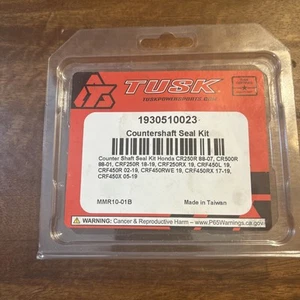 TUSK
TUSKPOWERPARTS.COM
1930510023
Countershaft Seal Kit
Counter Shaft Seal Kit Honda CR250R 88-07, CR500R
88-01, CRF250R 18-19, CRF250RX 19, CRF450L 19,
CRF450R 02-19, CRF450RWE 19, CRF450RX 17-19,
CRF450X 05-19
MMR10-01B
Made in Taiwan
WARNING: Cancer & Reproductive Harm - www.P65Warnings.ca.gov